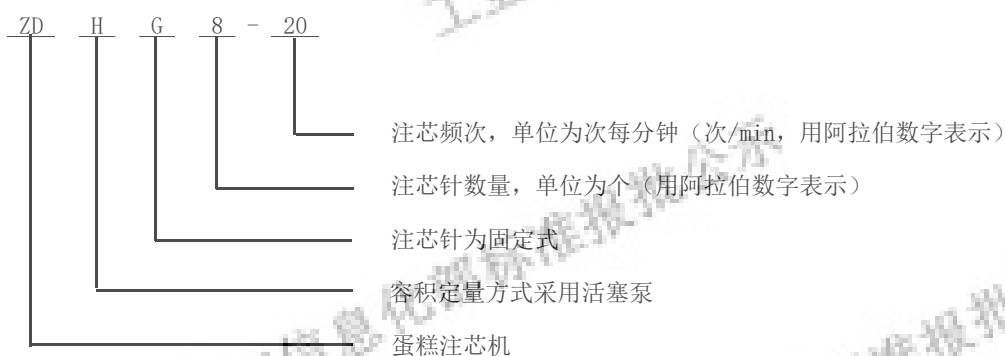 ZD H G 8 - 20
注芯频次，单位为次每分钟（次/min，用阿拉伯数字表示）
注芯针数量，单位为个（用阿拉伯数字表示）
注芯针为固定式
容积定量方式采用活塞泵
蛋糕注芯机